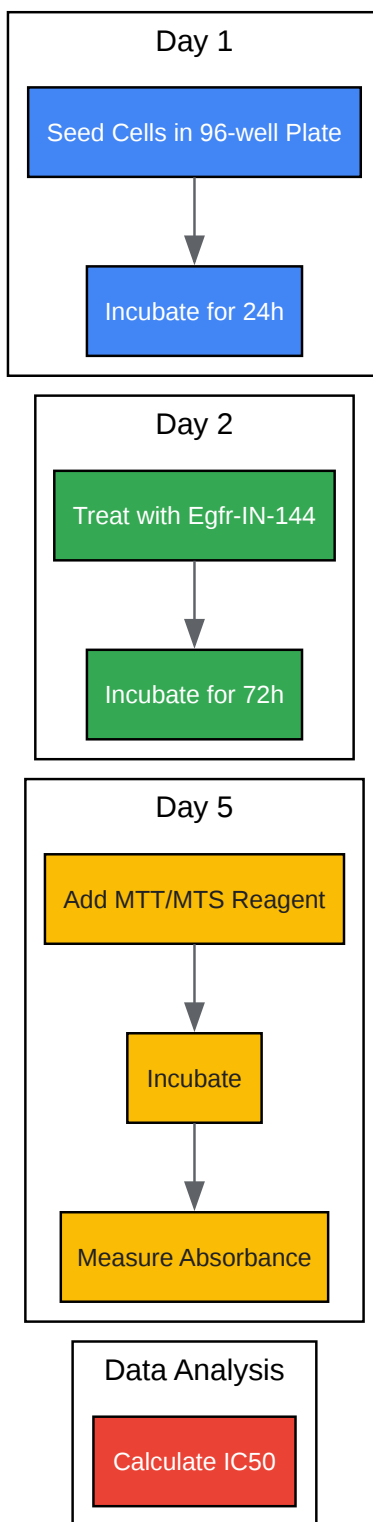 Day 1
Seed Cells in 96-well Plate
Incubate for 24h
Day 2
Treat with Egfr-IN-144
Incubate for 72h
Day 5
Add MTT/MTS Reagent
Incubate
Measure Absorbance
Data Analysis
Calculate IC50